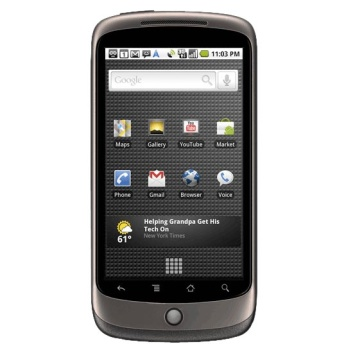 11:03 PM
Google
Maps Gallery YouTube Market
Phone Gmail Browser Voice
Helping Grandpa Get His
Tech On
New York Times
61°